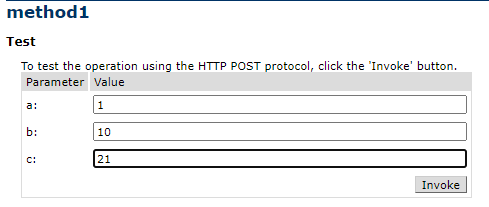 method1
Test
To test the operation using the HTTP POST protocol, click the 'Invoke' button.
Parameter Value
a: 1
b: 10
c: 21
Invoke